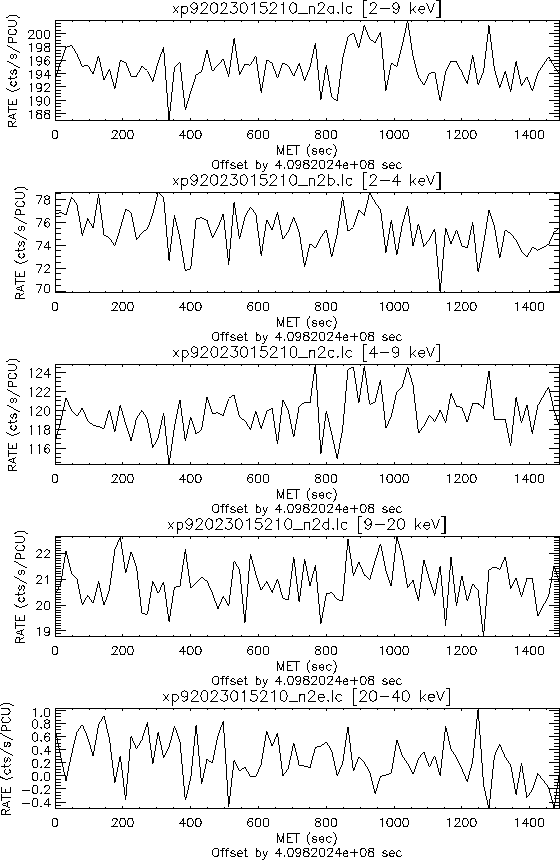 xp92023015210_n2a.lc [2-9 keV]
RATE (cts/s/PCU)
200
198
196
194
192
190
188
0 200 400 600 800 1000 1200 1400
MET (sec)
Offset by 4.0982024e+08 sec
xp92023015210_n2b.lc [2-4 keV]
RATE (cts/s/PCU)
78
76
74
72
70
0 200 400 600 800 1000 1200 1400
MET (sec)
Offset by 4.0982024e+08 sec
xp92023015210_n2c.lc [4-9 keV]
RATE (cts/s/PCU)
124
122
120
118
116
0 200 400 600 800 1000 1200 1400
MET (sec)
Offset by 4.0982024e+08 sec
xp92023015210_n2d.lc [9-20 keV]
RATE (cts/s/PCU)
22
21
20
19
0 200 400 600 800 1000 1200 1400
MET (sec)
Offset by 4.0982024e+08 sec
xp92023015210_n2e.lc [20-40 keV]
RATE (cts/s/PCU)
1.0
0.8
0.6
0.4
0.2
0.0
-0.2
-0.4
0 200 400 600 800 1000 1200 1400
MET (sec)
Offset by 4.0982024e+08 sec